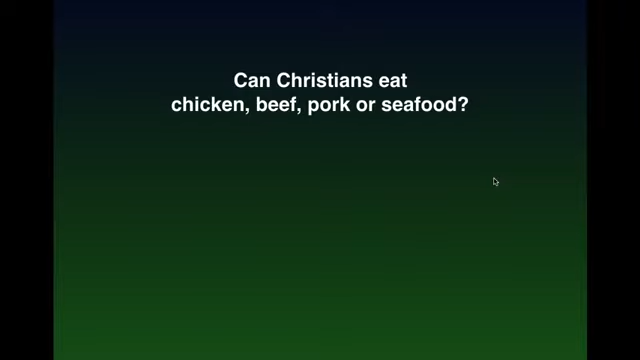 Can Christians eat
chicken, beef, pork or seafood?